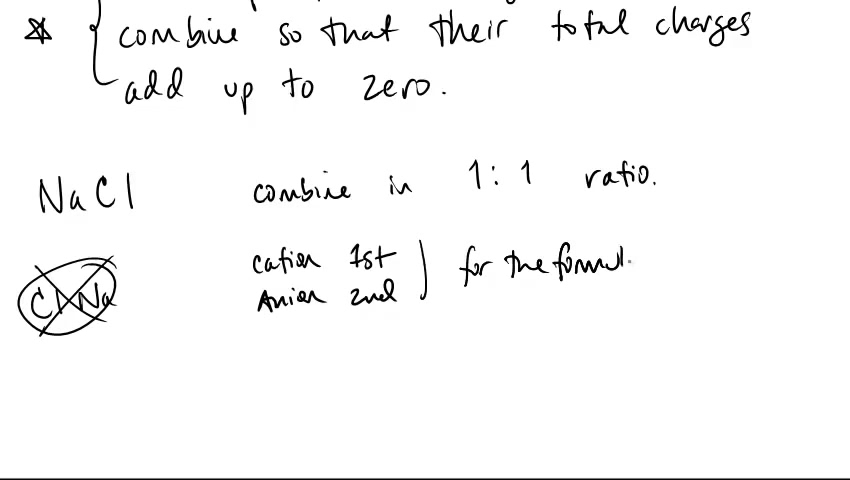 combine so that their total charges
add up to zero.
NaCl combine in 1:1 ratio.
cation 1st
Anion 2nd
for the formul
ClNa